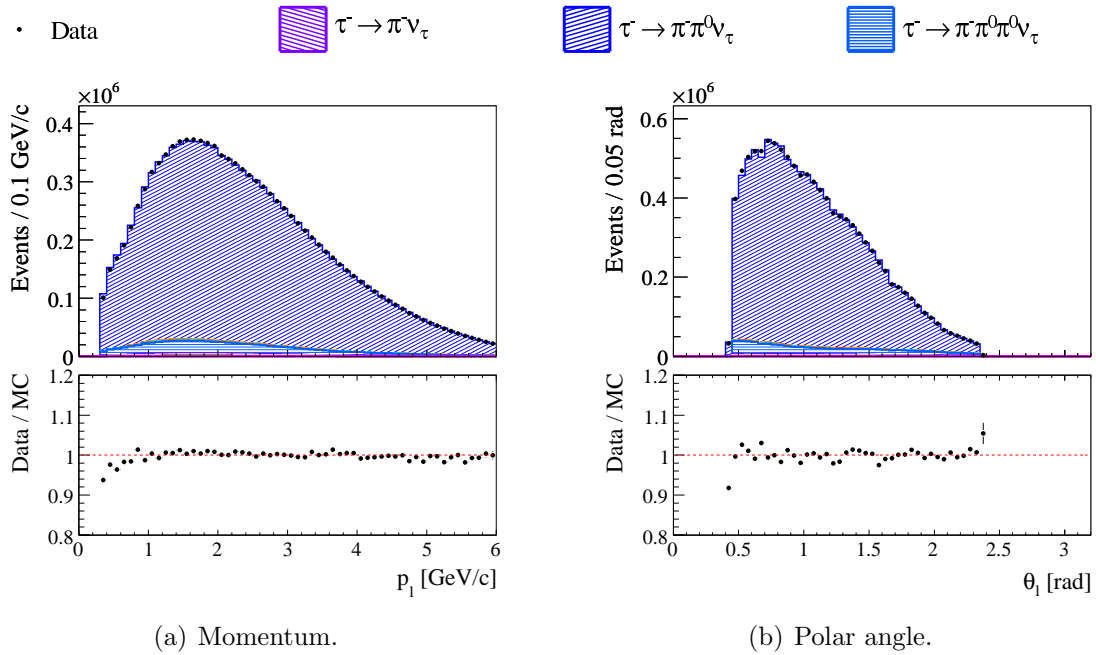 Data τ⁻ → π⁻ν_τ τ⁻ → π⁻π⁰ν_τ τ⁻ → π⁻π⁰π⁰ν_τ
×10⁶
Events / 0.1 GeV/c
0.4
0.3
0.2
0.1
0
Data / MC
1.2
1.1
1
0.9
0.8
0 1 2 3 4 5 6
p_l [GeV/c]
(a) Momentum.
×10⁶
Events / 0.05 rad
0.6
0.4
0.2
0
Data / MC
1.2
1.1
1
0.9
0.8
0 0.5 1 1.5 2 2.5 3
θ_l [rad]
(b) Polar angle.